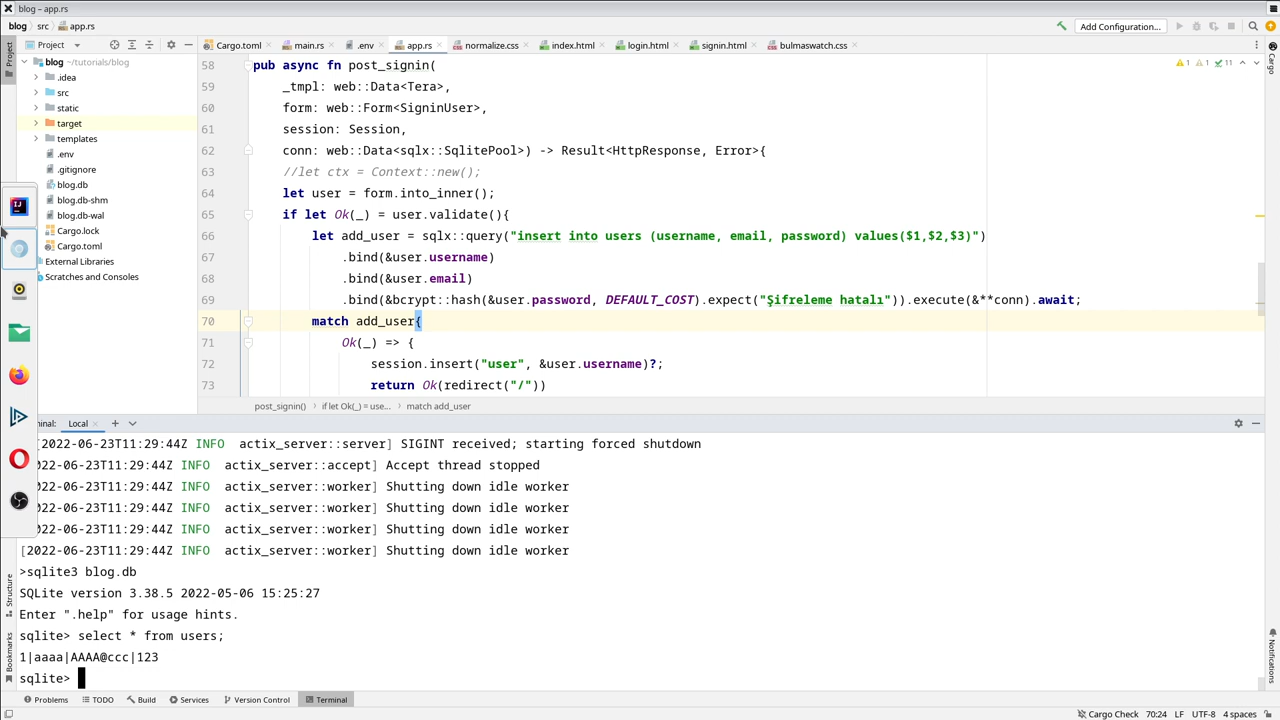 blog – app.rs
blog
src
app.rs
Add Configuration...
Project
Cargo.toml
main.rs
.env
app.rs
normalize.css
index.html
login.html
signin.html
bulmaswatch.css
Project
Cargo
blog ~/tutorials/blog
.idea
src
static
target
templates
.env
.gitignore
blog.db
blog.db-shm
blog.db-wal
Cargo.lock
Cargo.toml
External Libraries
Scratches and Consoles
1 1 11
58 pub async fn post_signin(
59 _tmpl: web::Data<Tera>,
60 form: web::Form<SigninUser>,
61 session: Session,
62 conn: web::Data<sqlx::SqlitePool>) -> Result<HttpResponse, Error>{
63 //let ctx = Context::new();
64 let user = form.into_inner();
65 if let Ok(_) = user.validate(){
66 let add_user = sqlx::query("insert into users (username, email, password) values($1,$2,$3)")
67 .bind(&user.username)
68 .bind(&user.email)
69 .bind(&bcrypt::hash(&user.password, DEFAULT_COST).expect("Şifreleme hatalı")).execute(&**conn).await;
70 match add_user{
71 Ok(_) => {
72 session.insert("user", &user.username)?;
73 return Ok(redirect("/"))
post_signin()
if let Ok(_) = use...
match add_user
minal:
Local
[2022-06-23T11:29:44Z INFO actix_server::server] SIGINT received; starting forced shutdown
022-06-23T11:29:44Z INFO actix_server::accept] Accept thread stopped
022-06-23T11:29:44Z INFO actix_server::worker] Shutting down idle worker
022-06-23T11:29:44Z INFO actix_server::worker] Shutting down idle worker
022-06-23T11:29:44Z INFO actix_server::worker] Shutting down idle worker
[2022-06-23T11:29:44Z INFO actix_server::worker] Shutting down idle worker
>sqlite3 blog.db
SQLite version 3.38.5 2022-05-06 15:25:27
Enter ".help" for usage hints.
sqlite> select * from users;
1|aaaa|AAAA@ccc|123
sqlite>
Structure
Bookmarks
Notifications
Problems
TODO
Build
Services
Version Control
Terminal
Cargo Check
70:24
LF
UTF-8
4 spaces